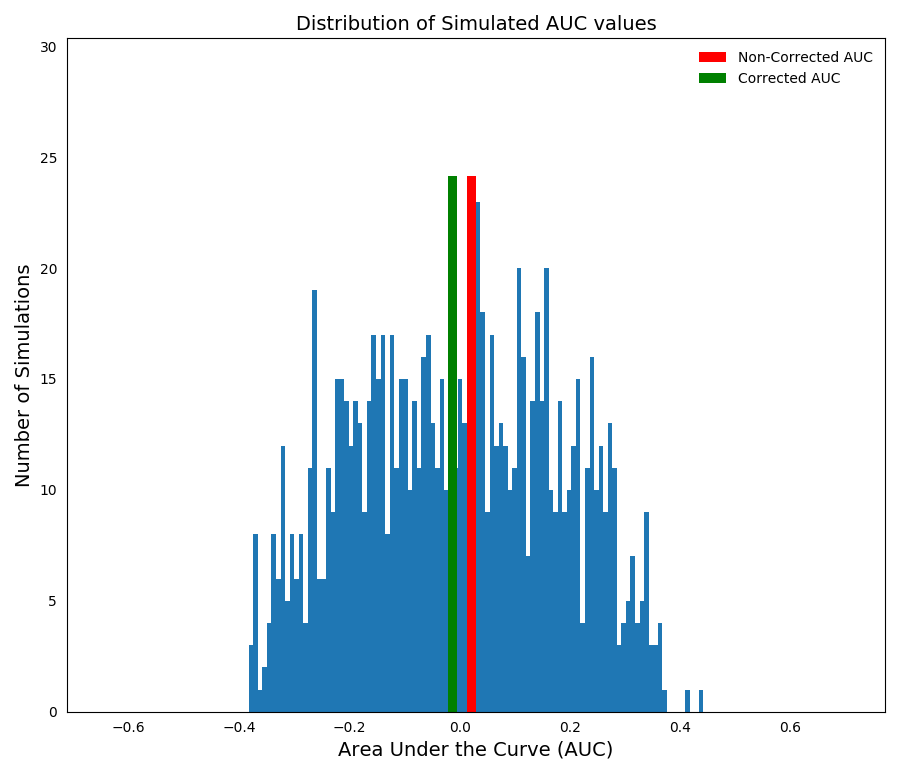 Distribution of Simulated AUC values
Non-Corrected AUC
Corrected AUC
Number of Simulations
30
25
20
15
10
5
0
−0.6 −0.4 −0.2 0.0 0.2 0.4 0.6
Area Under the Curve (AUC)